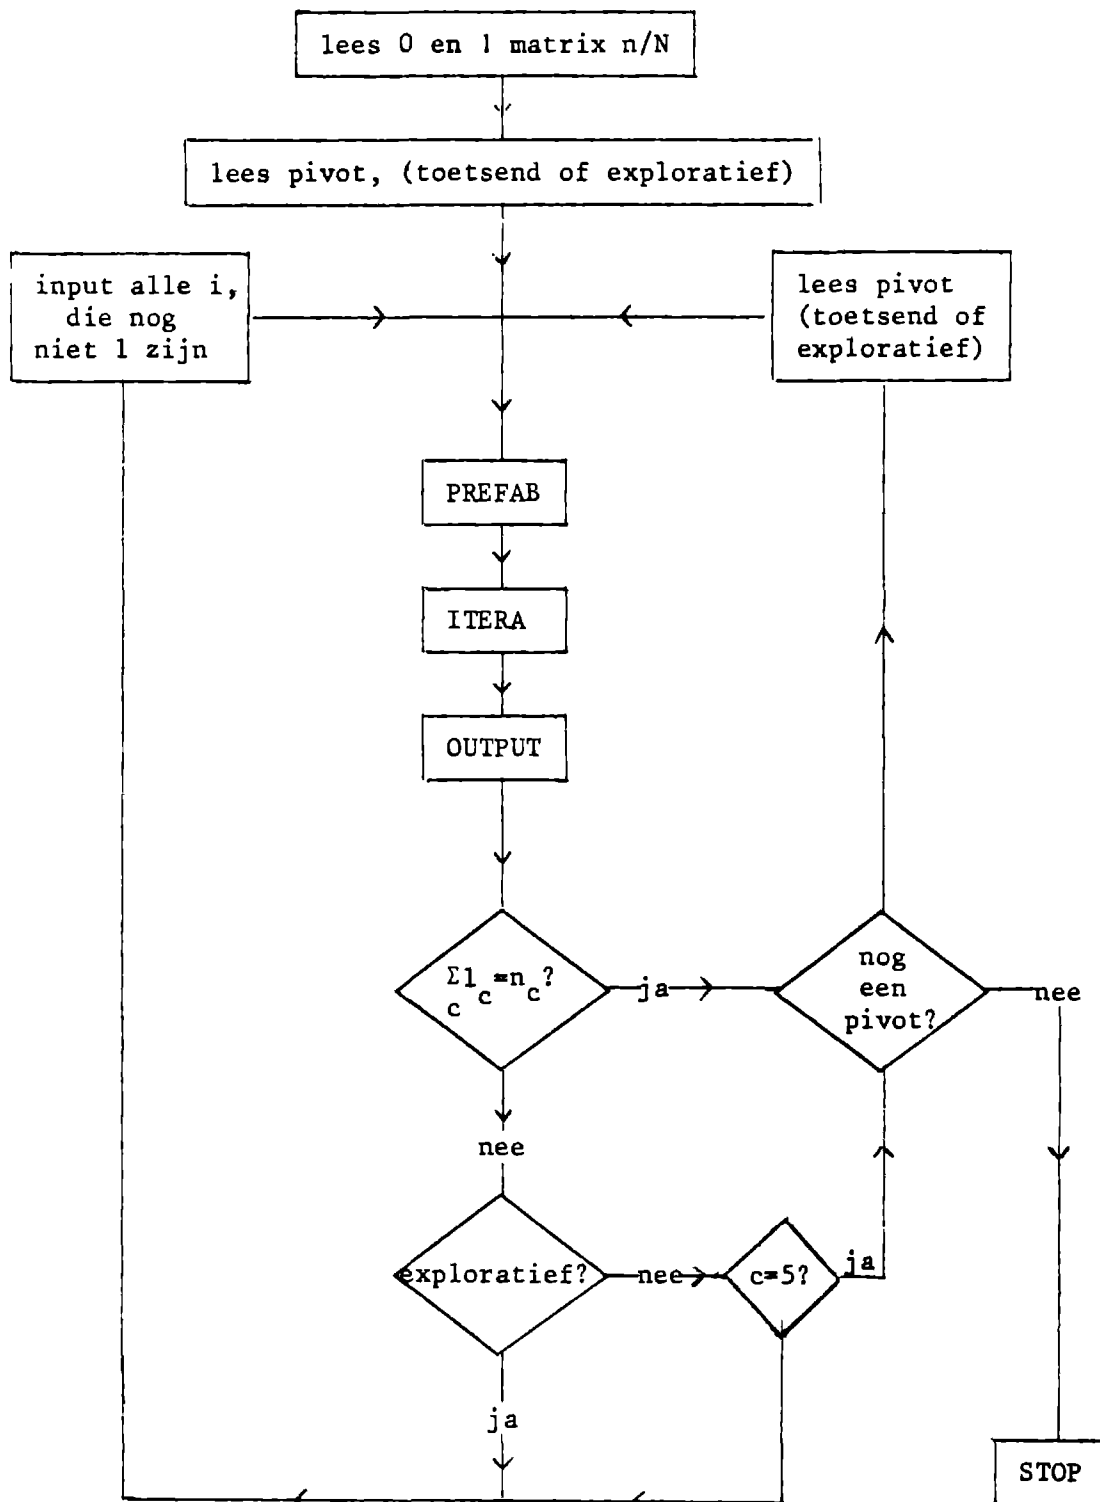 lees 0 en 1 matrix n/N
lees pivot, (toetsend of exploratief)
input alle i,
die nog
niet 1 zijn
lees pivot
(toetsend of
exploratief)
PREFAB
ITERA
OUTPUT
Σ1c=nc?
c
ja
nog
een
pivot?
nee
nee
exploratief?
nee
c=5?
ja
ja
STOP